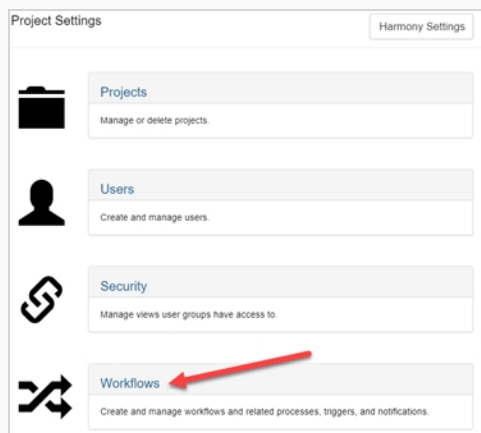 Project Settings
Harmony Settings
Projects
Manage or delete projects.
Users
Create and manage users.
Security
Manage views user groups have access to.
Workflows
Create and manage workflows and related processes, triggers, and notifications.